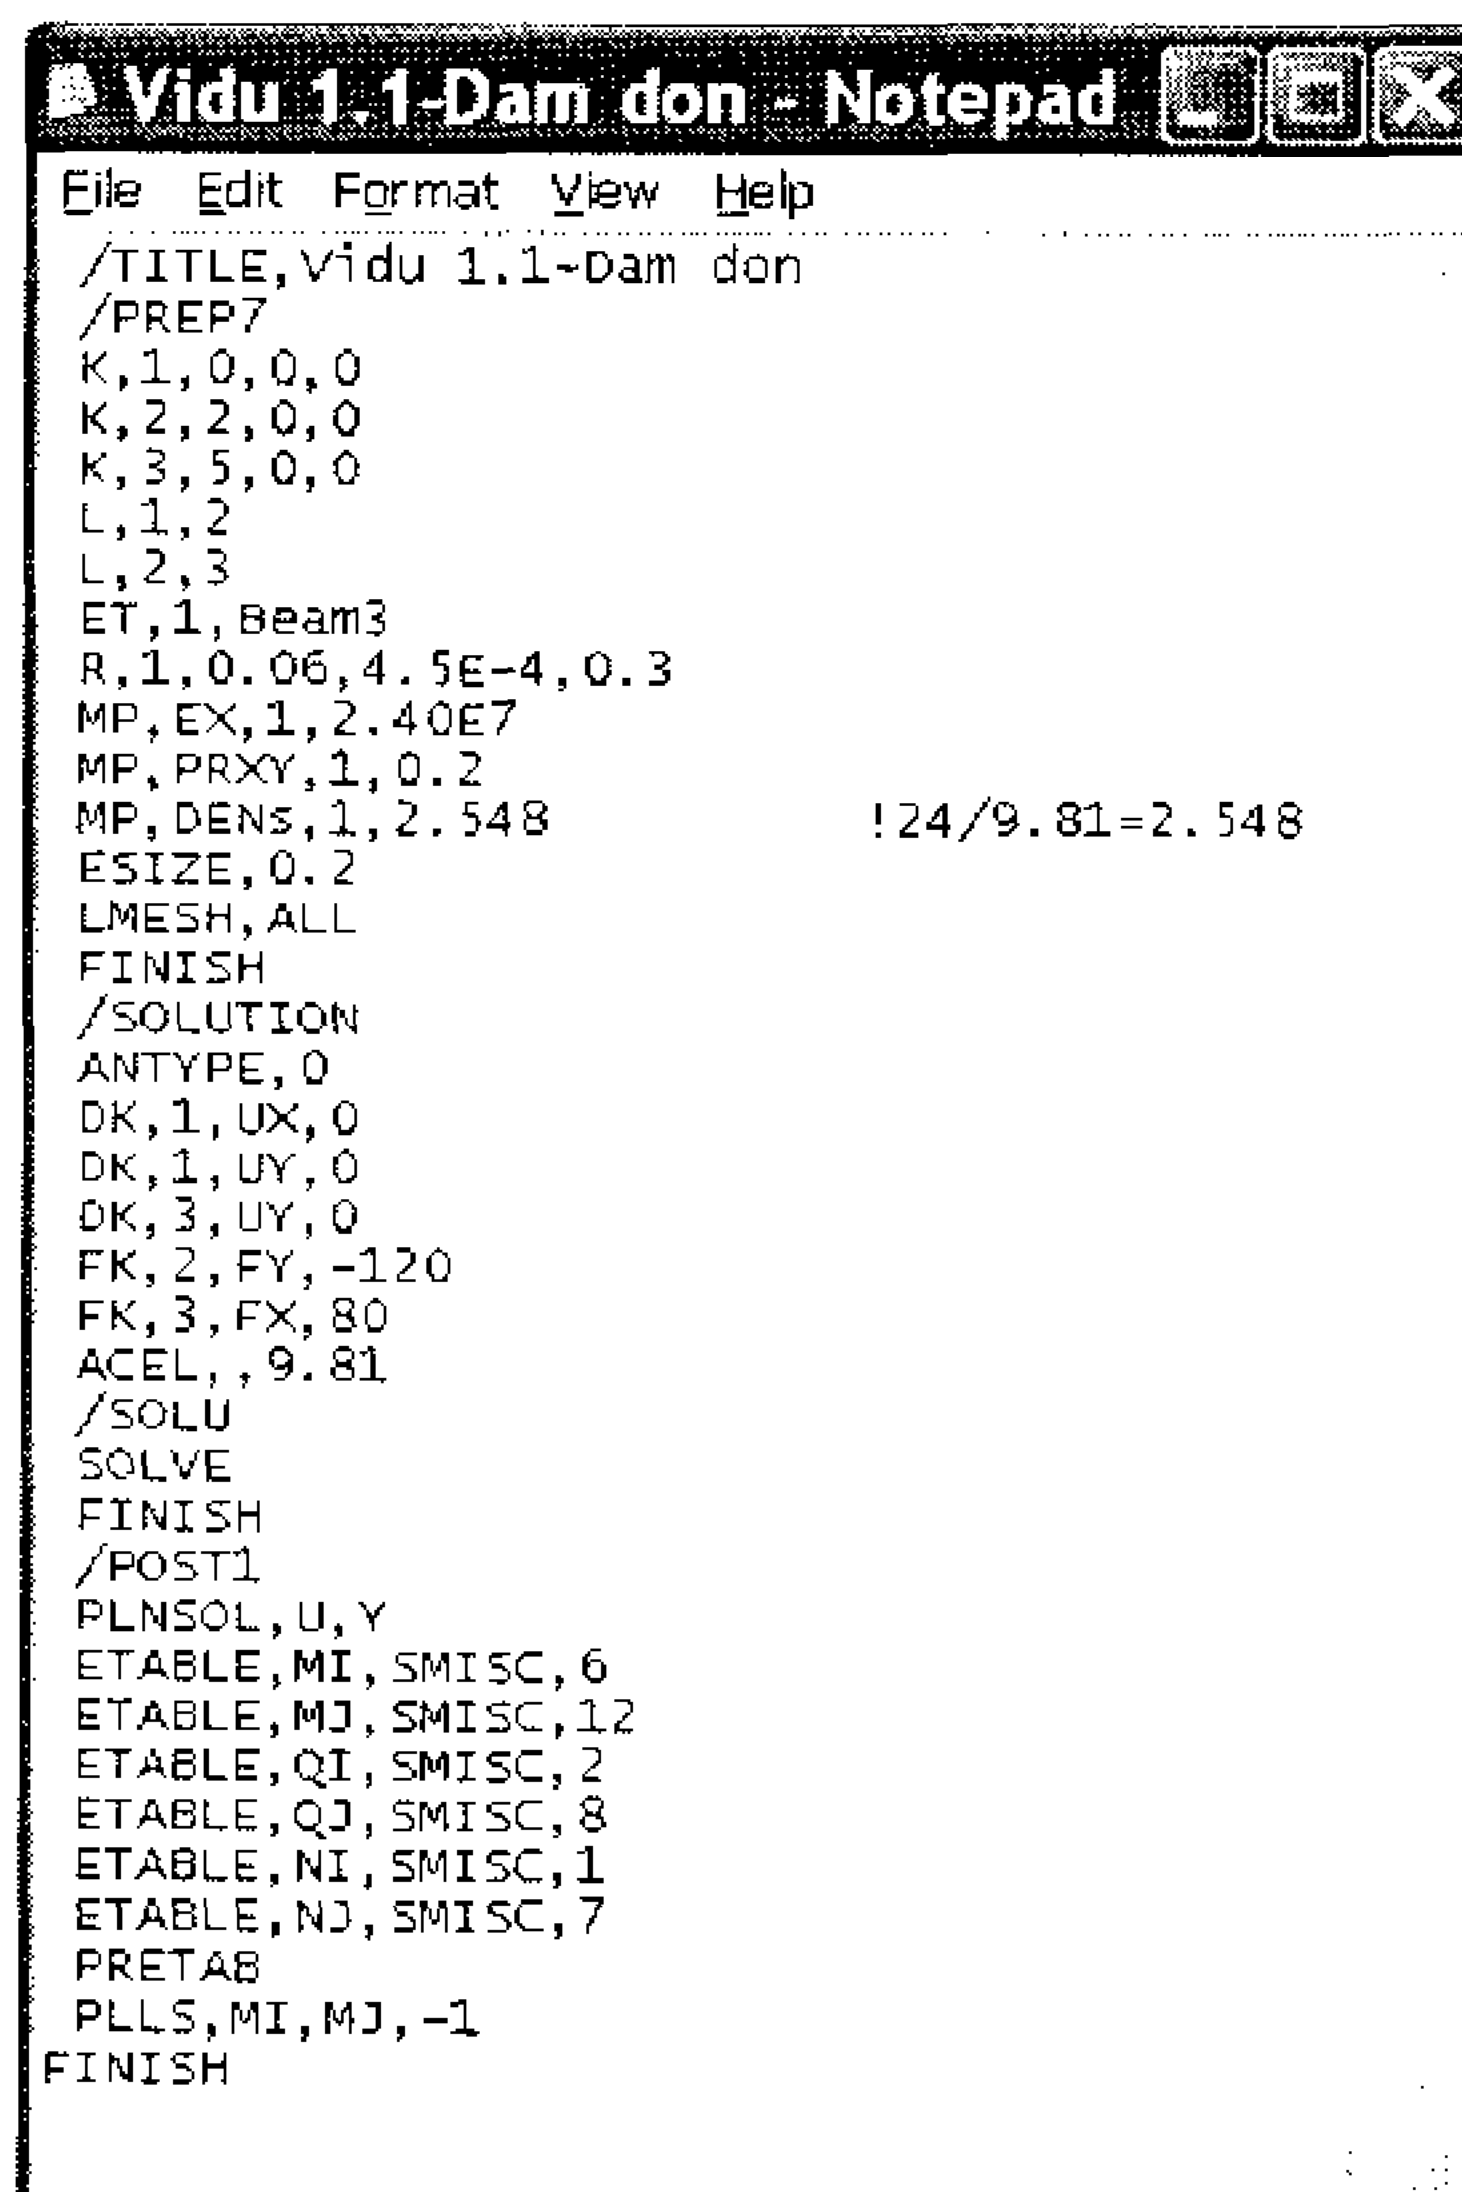 Vidu 1.1-Dam don - Notepad
File Edit Format View Help
/TITLE,Vidu 1.1-Dam don
/PREP7
K,1,0,0,0
K,2,2,0,0
K,3,5,0,0
L,1,2
L,2,3
ET,1,Beam3
R,1,0.06,4.5E-4,0.3
MP,EX,1,2.40E7
MP,PRXY,1,0.2
MP,DENS,1,2.548 !24/9.81=2.548
ESIZE,0.2
LMESH,ALL
FINISH
/SOLUTION
ANTYPE,0
DK,1,UX,0
DK,1,UY,0
DK,3,UY,0
FK,2,FY,-120
FK,3,FX,80
ACEL,,9.81
/SOLU
SOLVE
FINISH
/POST1
PLNSOL,U,Y
ETABLE,MI,SMISC,6
ETABLE,MJ,SMISC,12
ETABLE,QI,SMISC,2
ETABLE,QJ,SMISC,8
ETABLE,NI,SMISC,1
ETABLE,NJ,SMISC,7
PRETAB
PLLS,MI,MJ,-1
FINISH